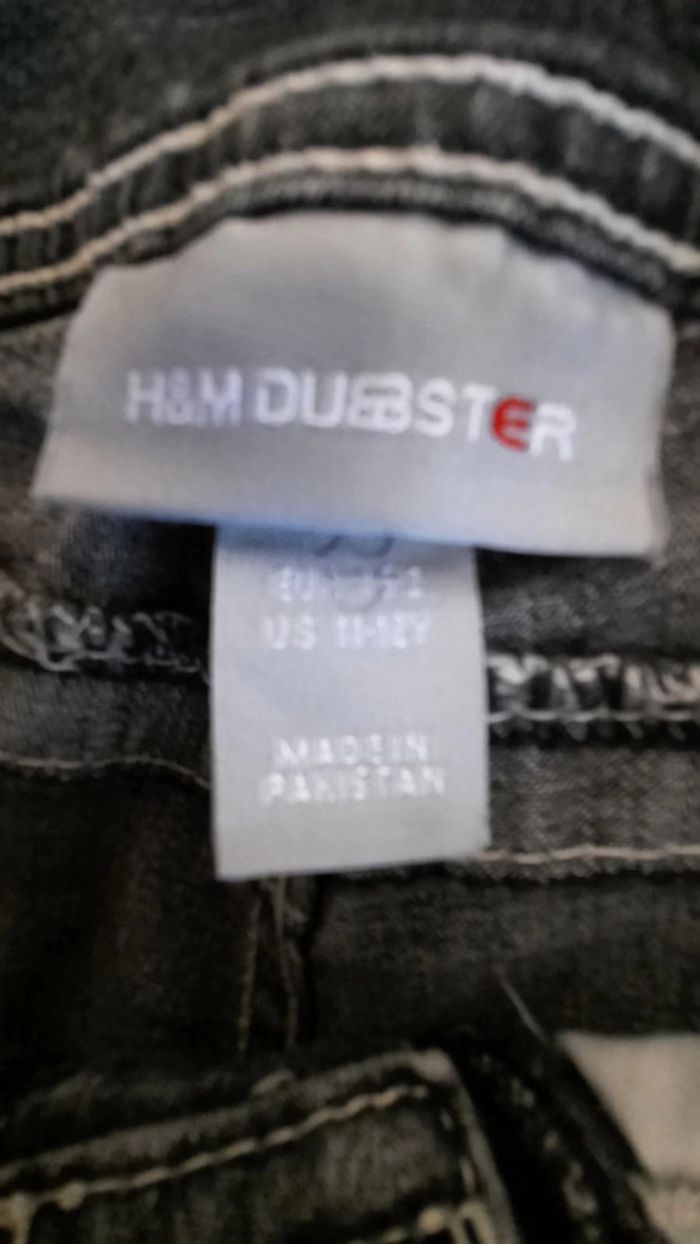 H&M DUBBSTER
US 11-12Y
MADE IN
PAKISTAN